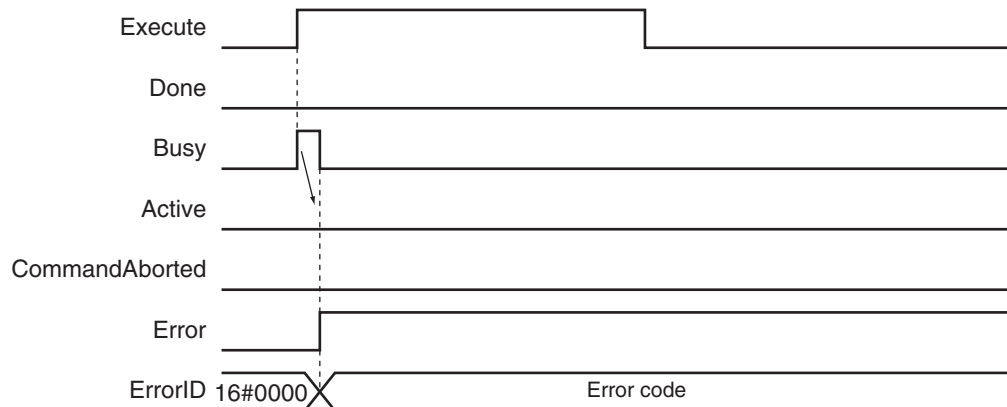 Execute
Done
Busy
Active
CommandAborted
Error
ErrorID 16#0000 Error code